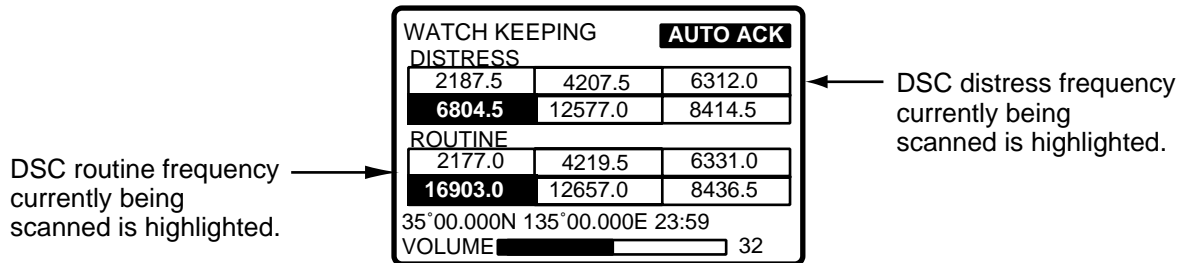 WATCH KEEPING AUTO ACK
DISTRESS
2187.5 4207.5 6312.0
6804.5 12577.0 8414.5
ROUTINE
2177.0 4219.5 6331.0
16903.0 12657.0 8436.5
35°00.000N 135°00.000E 23:59
VOLUME 32
DSC distress frequency
currently being
scanned is highlighted.
DSC routine frequency
currently being
scanned is highlighted.